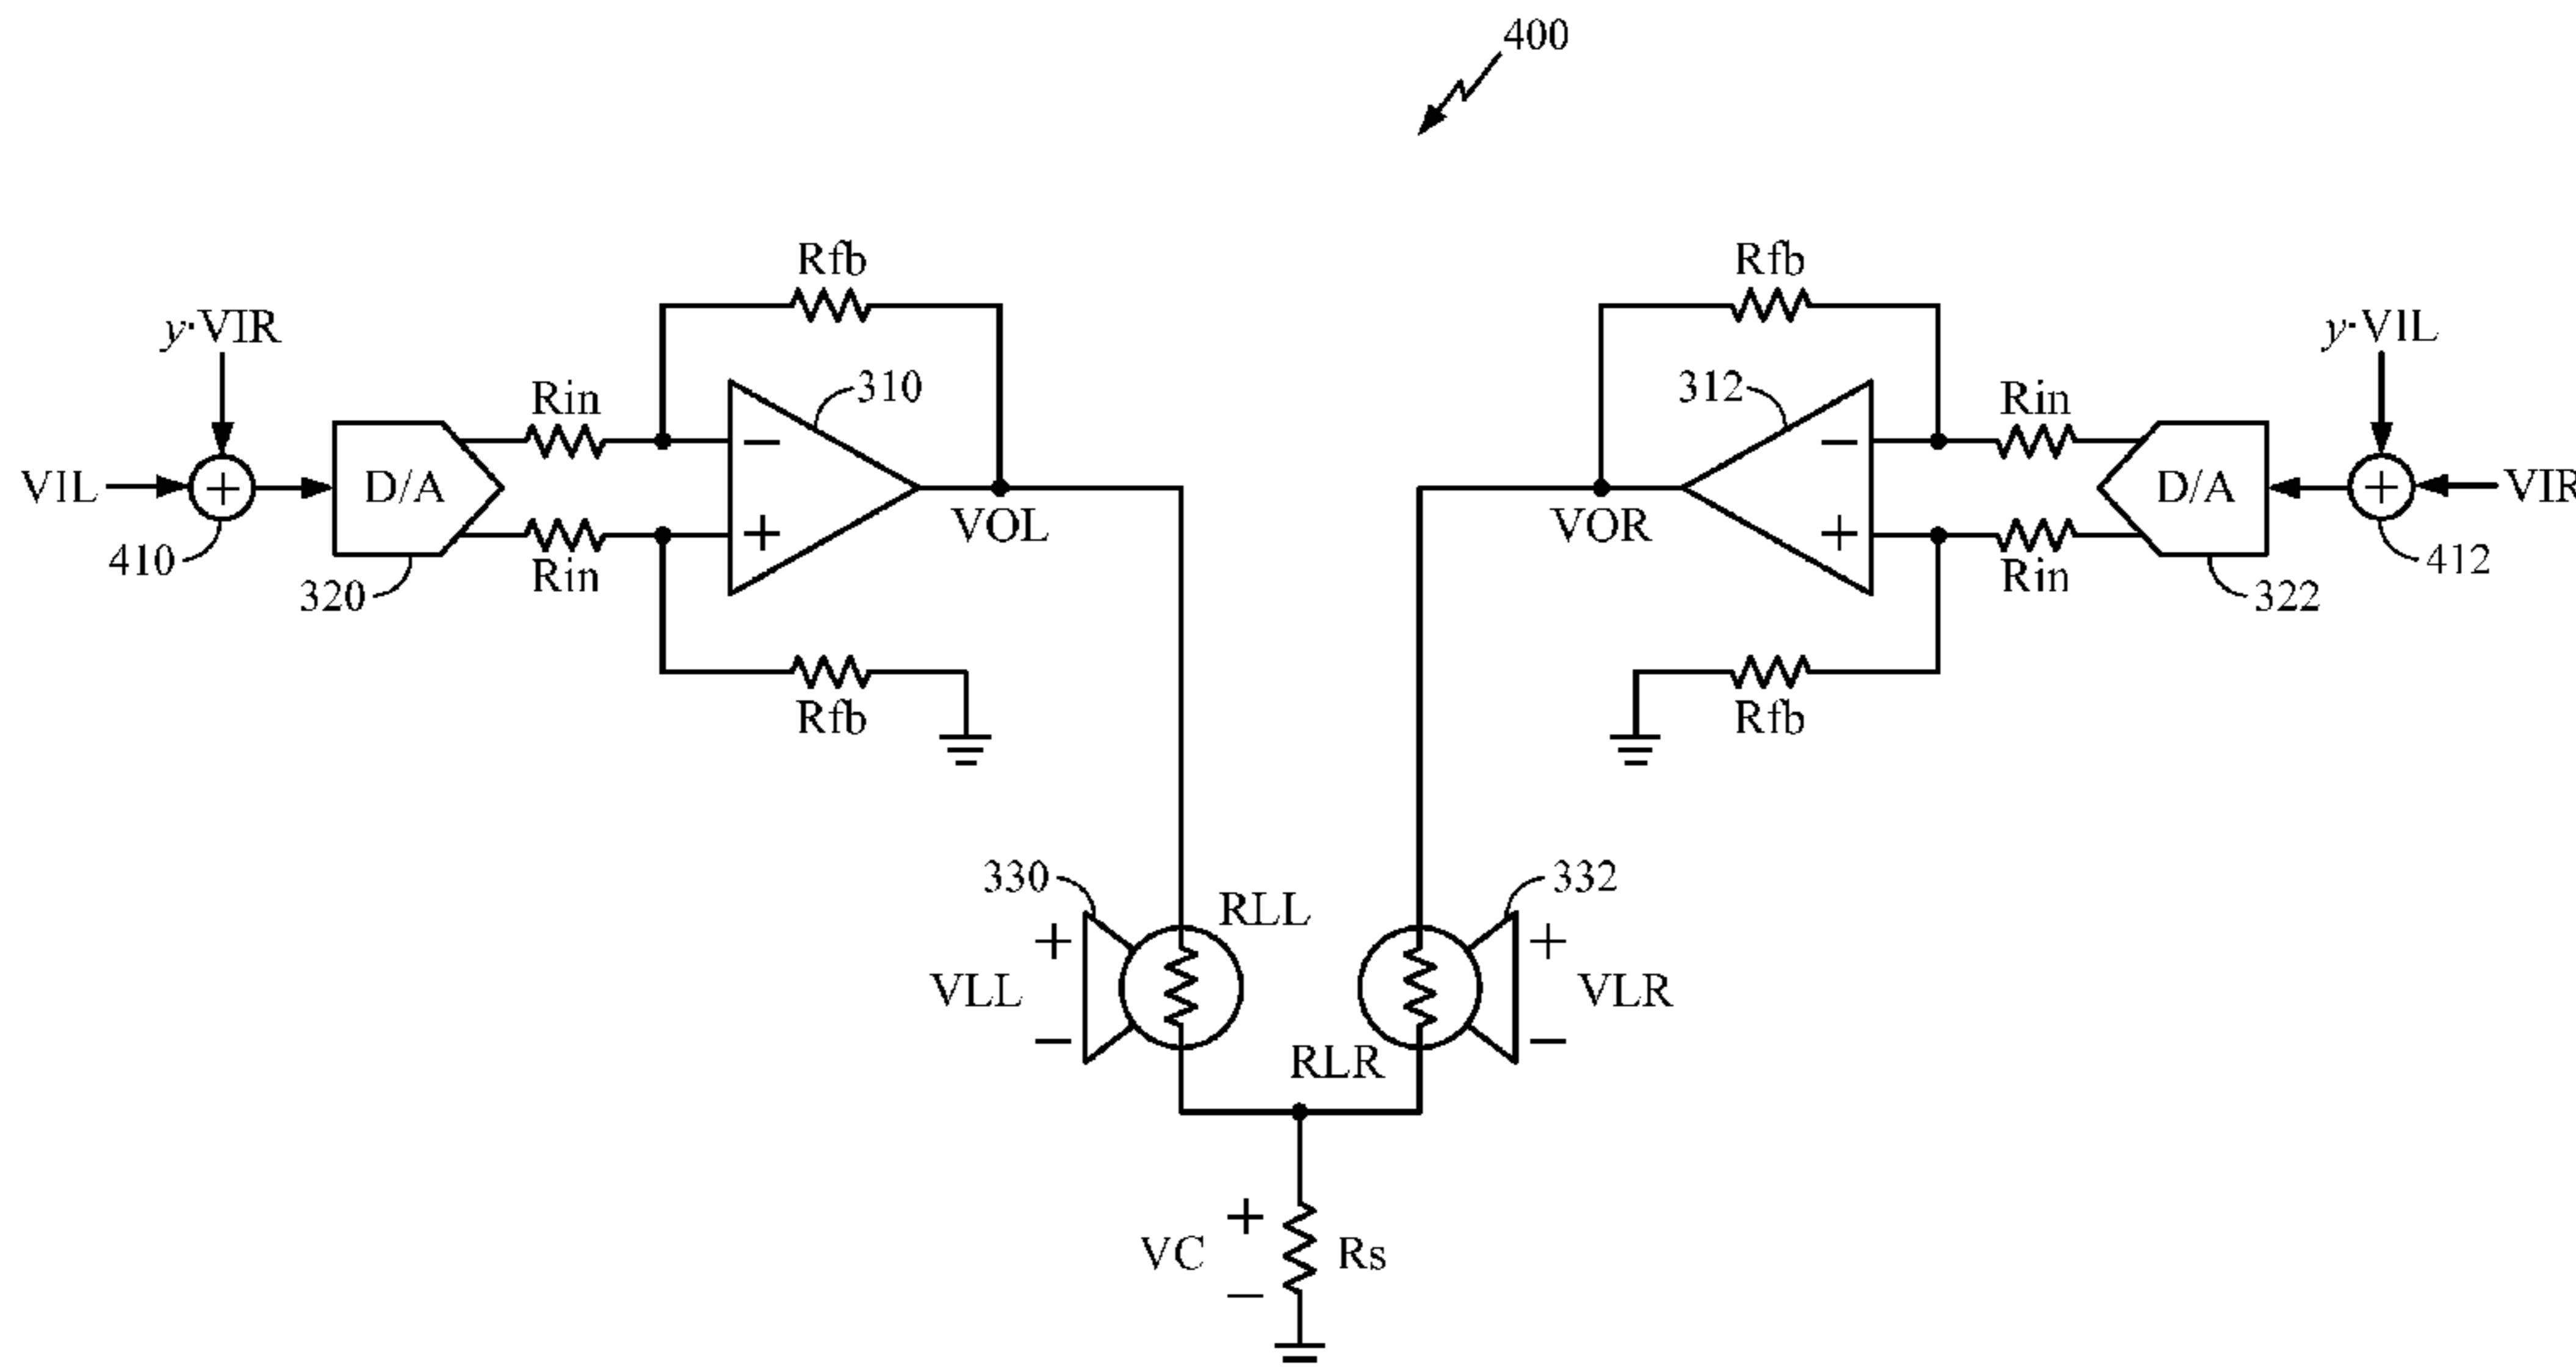 400
Rfb
Rfb
y·VIR
y·VIL
310
312
Rin
Rin
−
−
VIL
+
D/A
D/A
+
VIR
VOL
VOR
+
+
410
412
320
Rin
Rin
322
Rfb
Rfb
330
332
RLL
+
+
VLL
VLR
−
−
RLR
+
VC
Rs
−